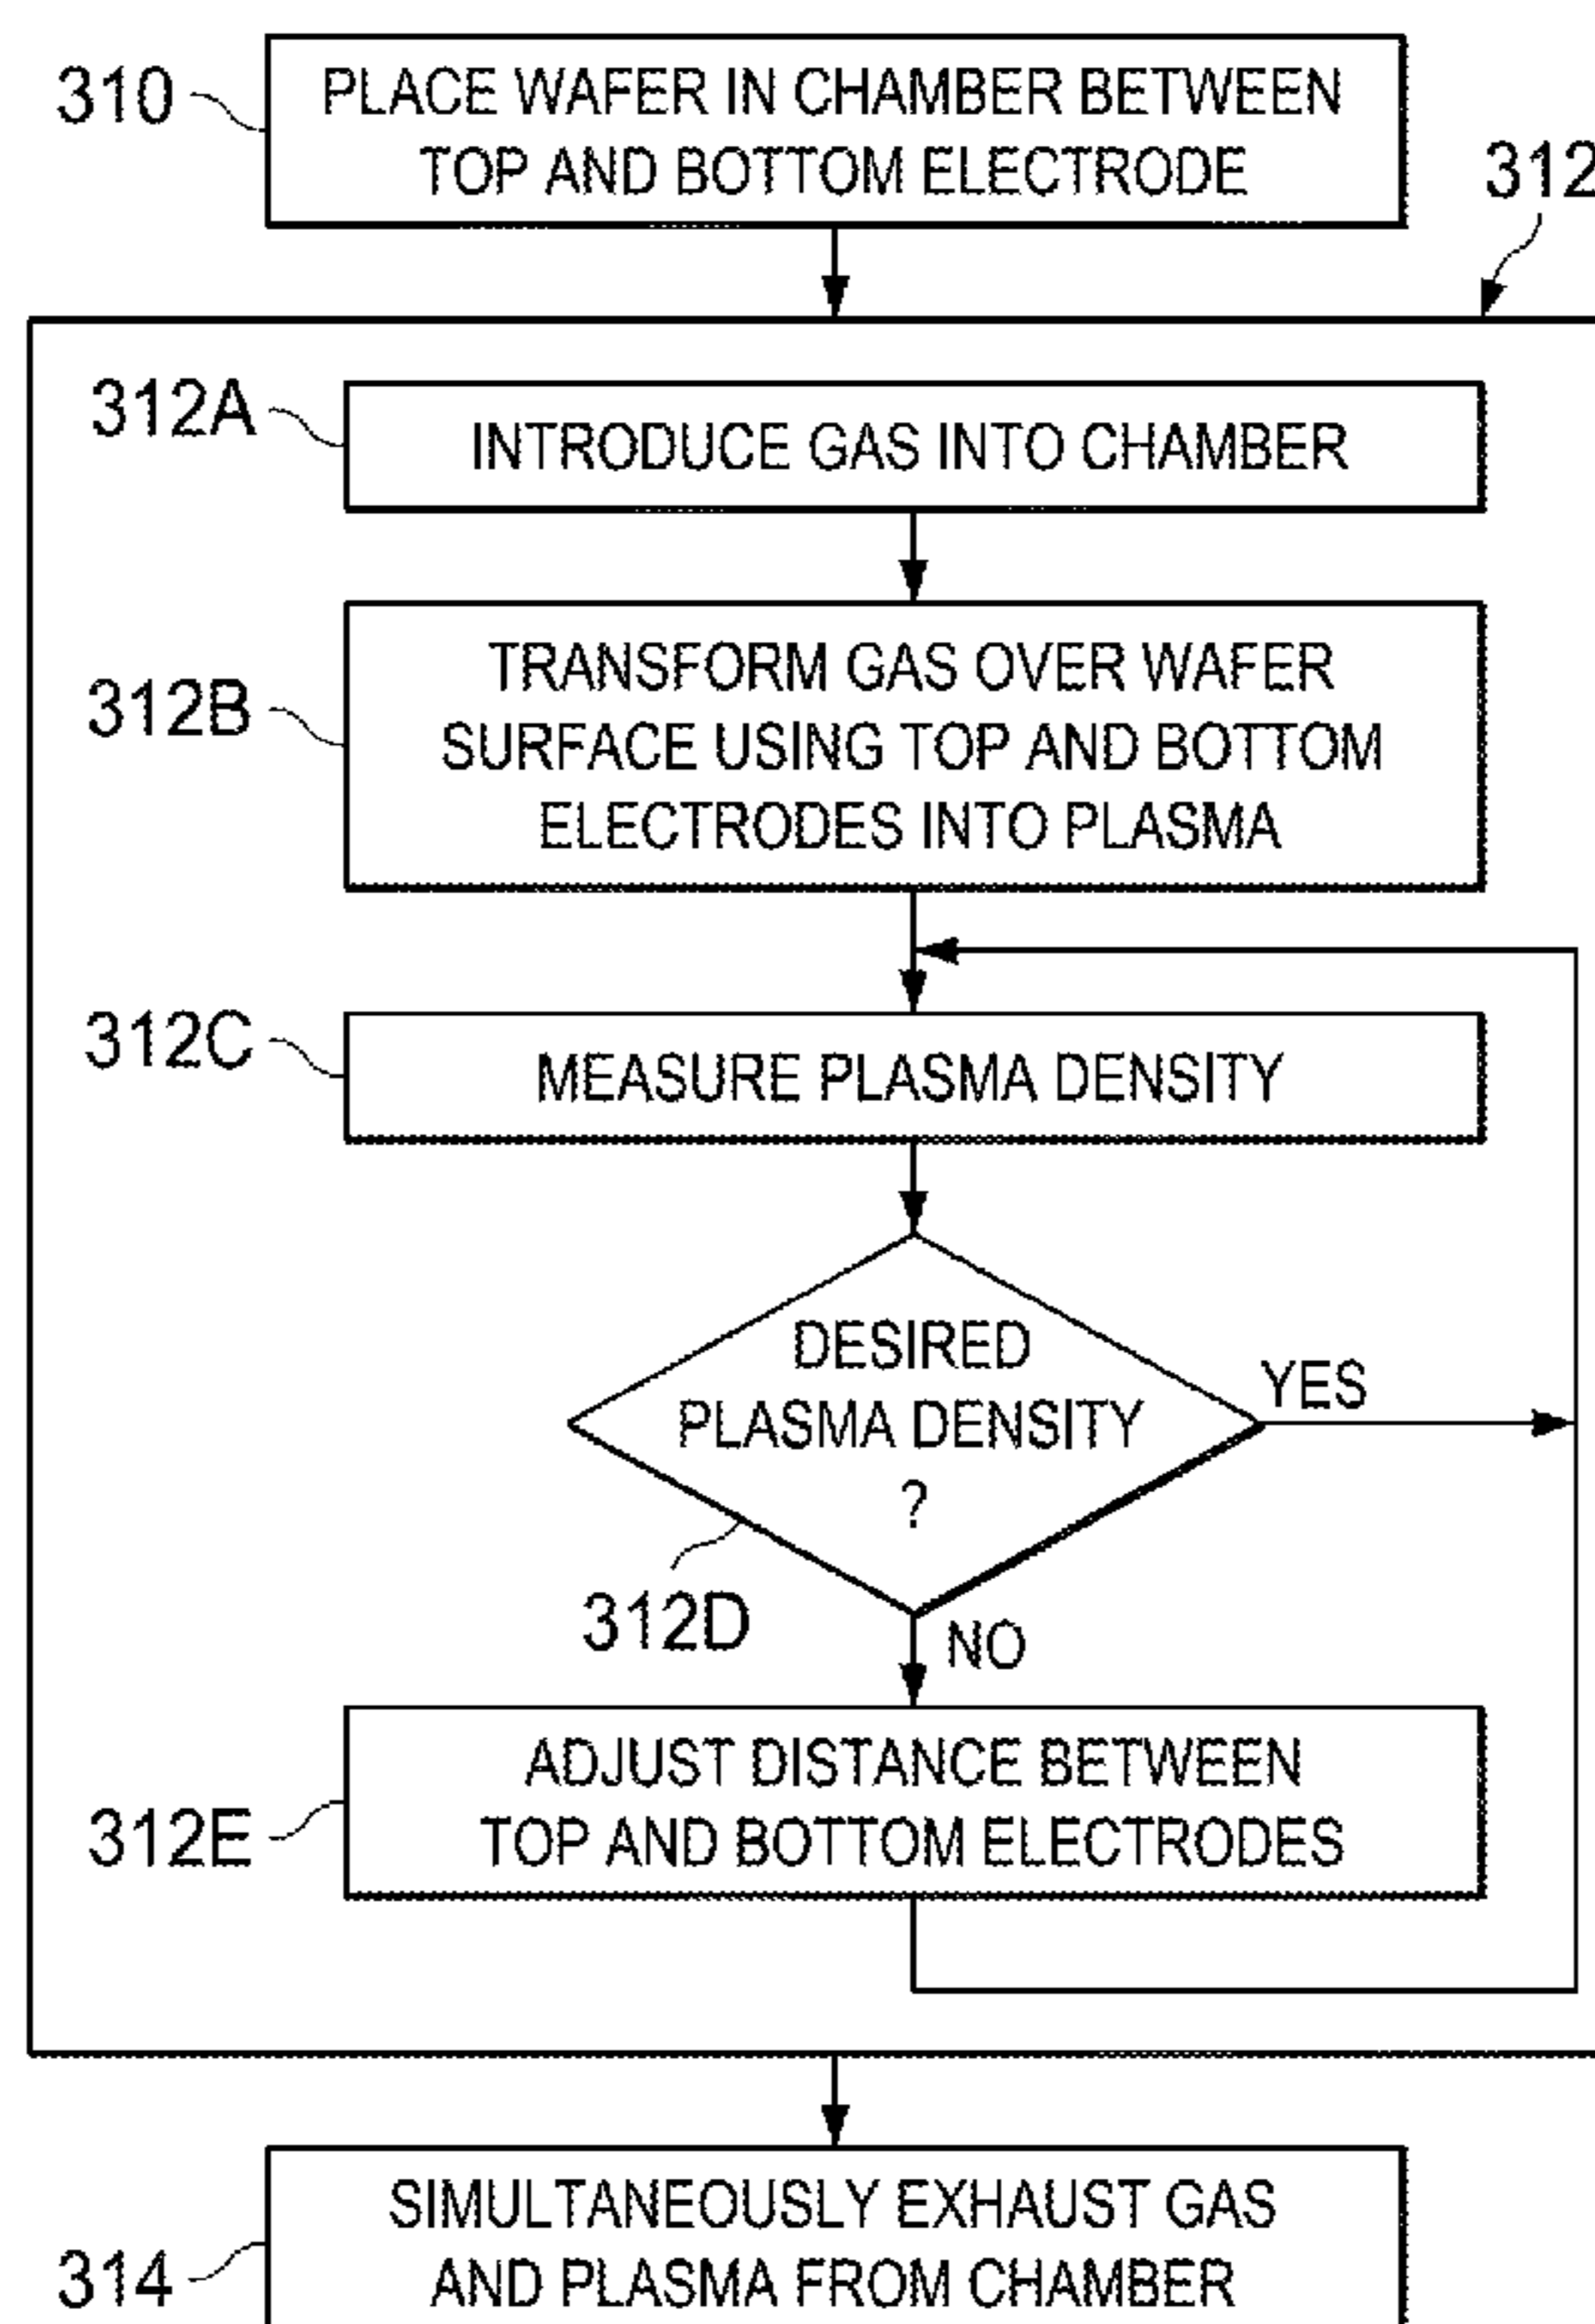 310
PLACE WAFER IN CHAMBER BETWEEN
TOP AND BOTTOM ELECTRODE
312
312A
INTRODUCE GAS INTO CHAMBER
312B
TRANSFORM GAS OVER WAFER
SURFACE USING TOP AND BOTTOM
ELECTRODES INTO PLASMA
312C
MEASURE PLASMA DENSITY
DESIRED
PLASMA DENSITY
?
YES
312D
NO
312E
ADJUST DISTANCE BETWEEN
TOP AND BOTTOM ELECTRODES
314
SIMULTANEOUSLY EXHAUST GAS
AND PLASMA FROM CHAMBER